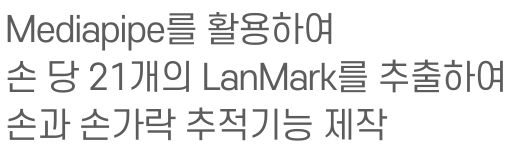 Mediapipe를 활용하여
손 당 21개의 LanMark를 추출하여
손과 손가락 추적기능 제작